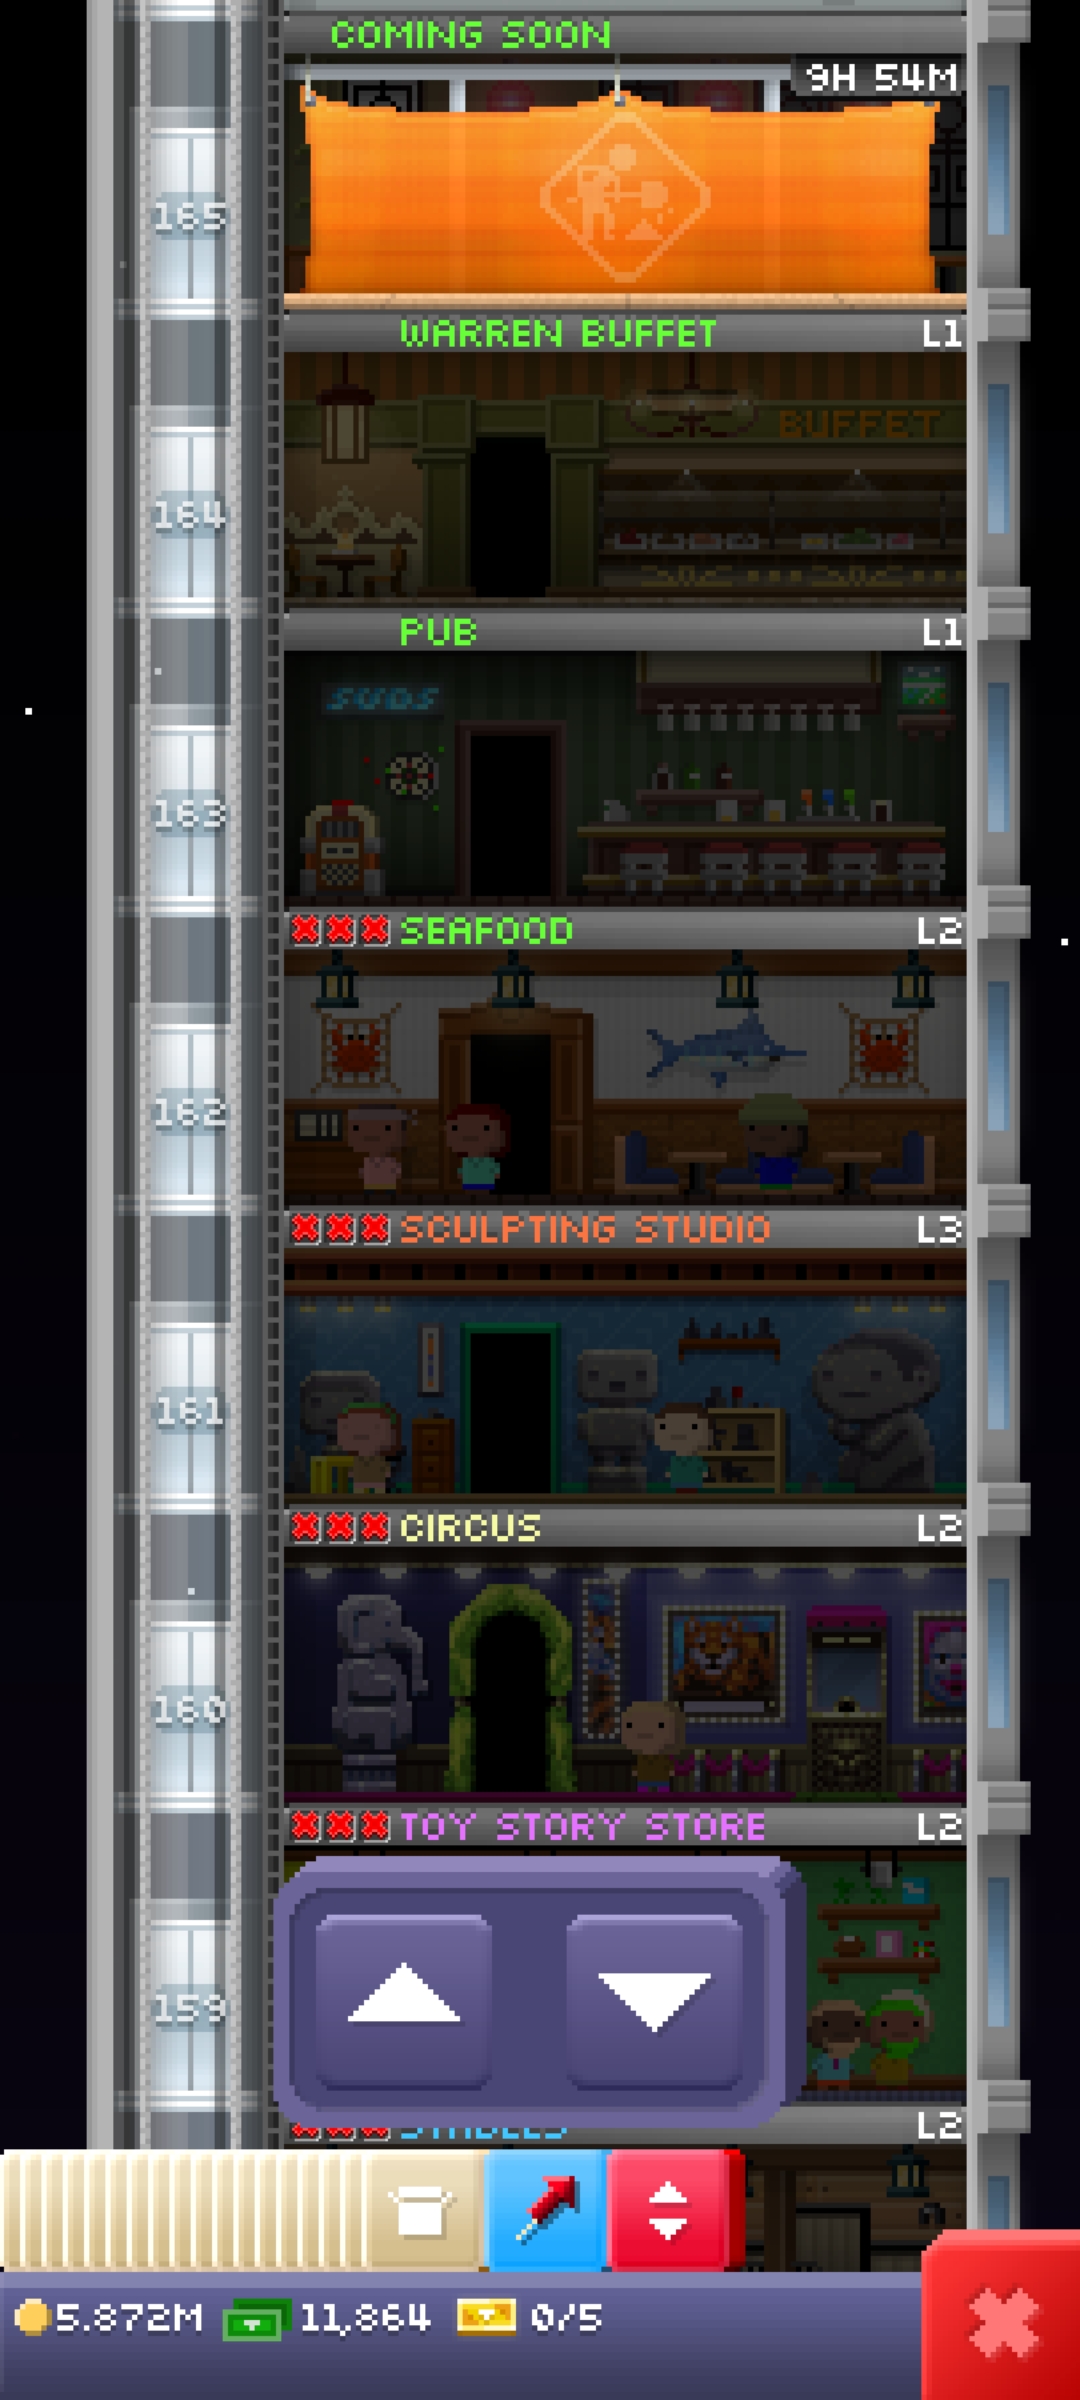 COMING SOON
9H 54M
165
WARREN BUFFET L1
BUFFET
164
PUB L1
SUDS
163
SEAFOOD L2
162
SCULPTING STUDIO L3
161
CIRCUS L2
160
TOY STORY STORE L2
159
STABLES L2
5.872M 11,864 0/5